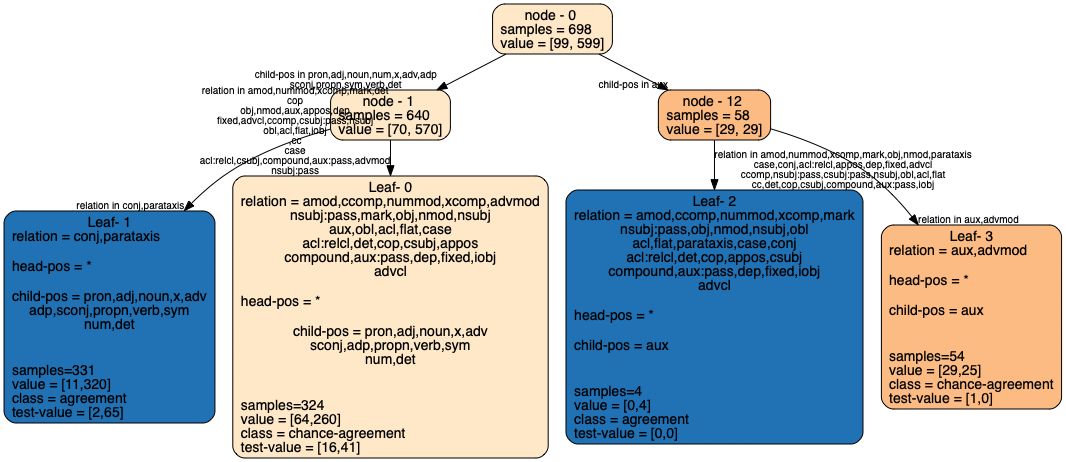 node - 0
samples = 698
value = [99, 599]
child-pos in pron,adj,noun,num,x,adv,adp
sconj,propn,sym,verb,det
child-pos in aux
relation in amod,nummod,xcomp,mark,det
cop
obj,nmod,aux,appos,dep
fixed,advcl,ccomp,csubj:pass,nsubj
obl,acl,flat,iobj
,cc
case
acl:relcl,csubj,compound,aux:pass,advmod
nsubj:pass
node - 1
samples = 640
value = [70, 570]
node - 12
samples = 58
value = [29, 29]
relation in conj,parataxis
relation in amod,nummod,xcomp,mark,obj,nmod,parataxis
case,conj,acl:relcl,appos,dep,fixed,advcl
ccomp,nsubj:pass,csubj:pass,nsubj,obl,acl,flat
cc,det,cop,csubj,compound,aux:pass,iobj
relation in aux,advmod
Leaf- 1
relation = conj,parataxis
head-pos = *
child-pos = pron,adj,noun,x,adv
adp,sconj,propn,verb,sym
num,det
samples=331
value = [11,320]
class = agreement
test-value = [2,65]
Leaf- 0
relation = amod,ccomp,nummod,xcomp,advmod
nsubj:pass,mark,obj,nmod,nsubj
aux,obl,acl,flat,case
acl:relcl,det,cop,csubj,appos
compound,aux:pass,dep,fixed,iobj
advcl
head-pos = *
child-pos = pron,adj,noun,x,adv
sconj,adp,propn,verb,sym
num,det
samples=324
value = [64,260]
class = chance-agreement
test-value = [16,41]
Leaf- 2
relation = amod,ccomp,nummod,xcomp,mark
nsubj:pass,obj,nmod,nsubj,obl
acl,flat,parataxis,case,conj
acl:relcl,det,cop,appos,csubj
compound,aux:pass,dep,fixed,iobj
advcl
head-pos = *
child-pos = aux
samples=4
value = [0,4]
class = agreement
test-value = [0,0]
Leaf- 3
relation = aux,advmod
head-pos = *
child-pos = aux
samples=54
value = [29,25]
class = chance-agreement
test-value = [1,0]